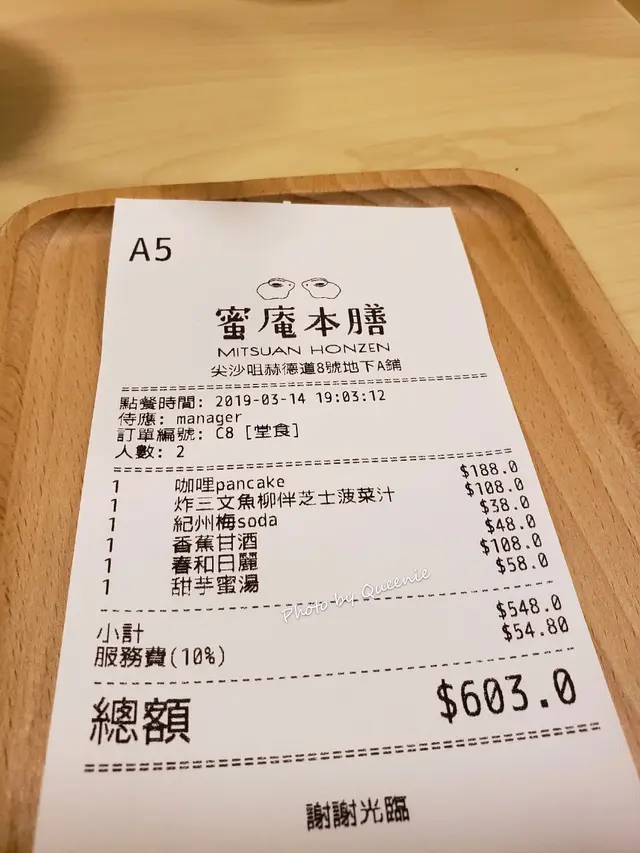 A5
蜜庵本膳
MITSUAN HONZEN
尖沙咀赫德道8號地下A鋪
點餐時間: 2019-03-14 19:03:12
侍應: manager
訂單編號: C8 [堂食]
人數: 2
1 咖哩pancake $188.0
1 炸三文魚柳伴芝士菠菜汁 $108.0
1 紀州梅soda $38.0
1 香蕉甘酒 $48.0
1 春和日麗 $108.0
1 甜芋蜜湯 $58.0
Photo by Queenie
小計 $548.0
服務費(10%) $54.80
總額 $603.0
謝謝光臨